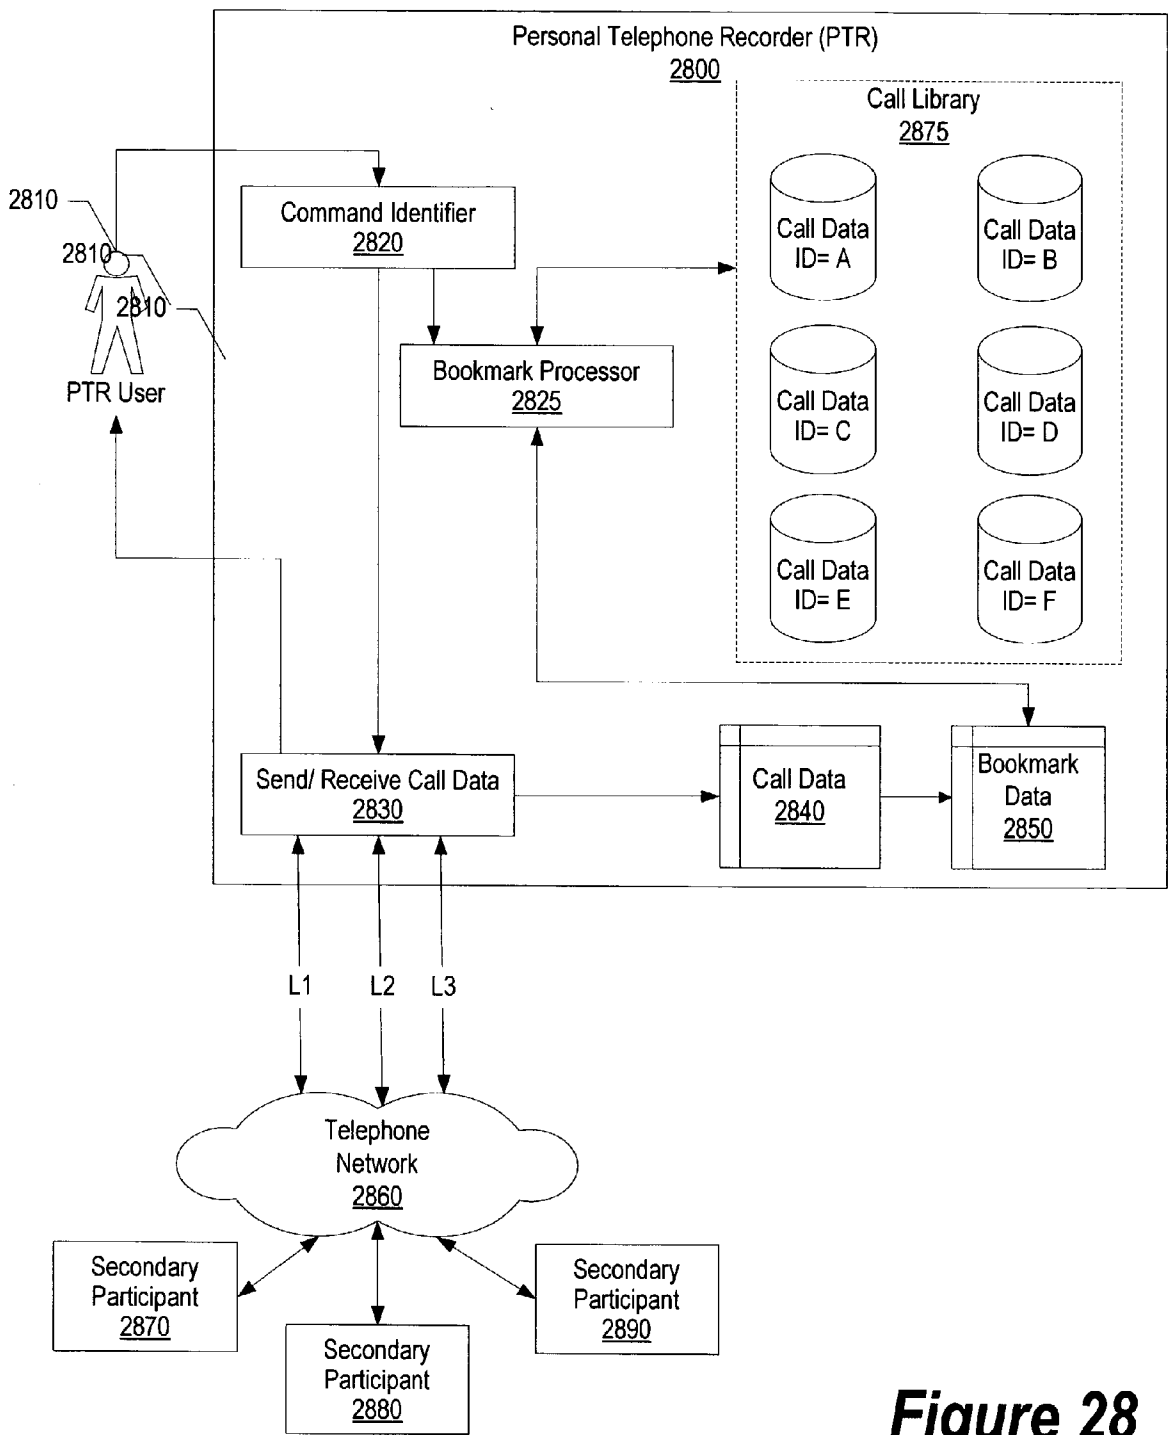 Personal Telephone Recorder (PTR)
2800
Call Library
2875
2810
2810
2810
PTR User
Command Identifier
2820
Bookmark Processor
2825
Call Data
ID= A
Call Data
ID= B
Call Data
ID= C
Call Data
ID= D
Call Data
ID= E
Call Data
ID= F
Send/ Receive Call Data
2830
Call Data
2840
Bookmark
Data
2850
L1
L2
L3
Telephone
Network
2860
Secondary
Participant
2870
Secondary
Participant
2880
Secondary
Participant
2890
Figure 28